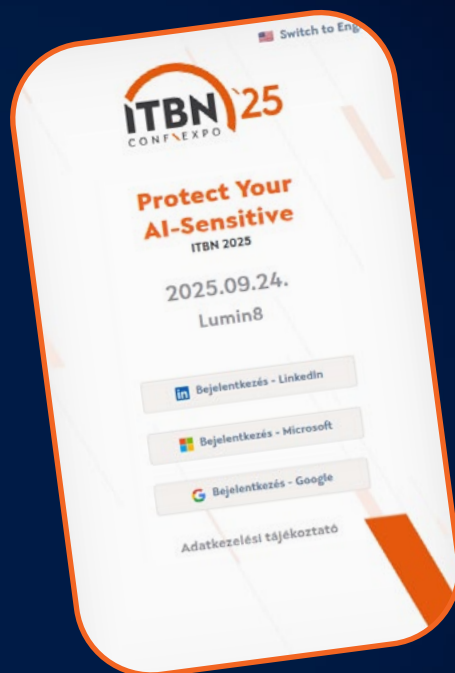 Switch to Eng
ITBN '25
CONF EXPO
Protect Your
AI-Sensitive
ITBN 2025
2025.09.24.
Lumin8
Bejelentkezés - LinkedIn
Bejelentkezés - Microsoft
Bejelentkezés - Google
Adatkezelési tájékoztató